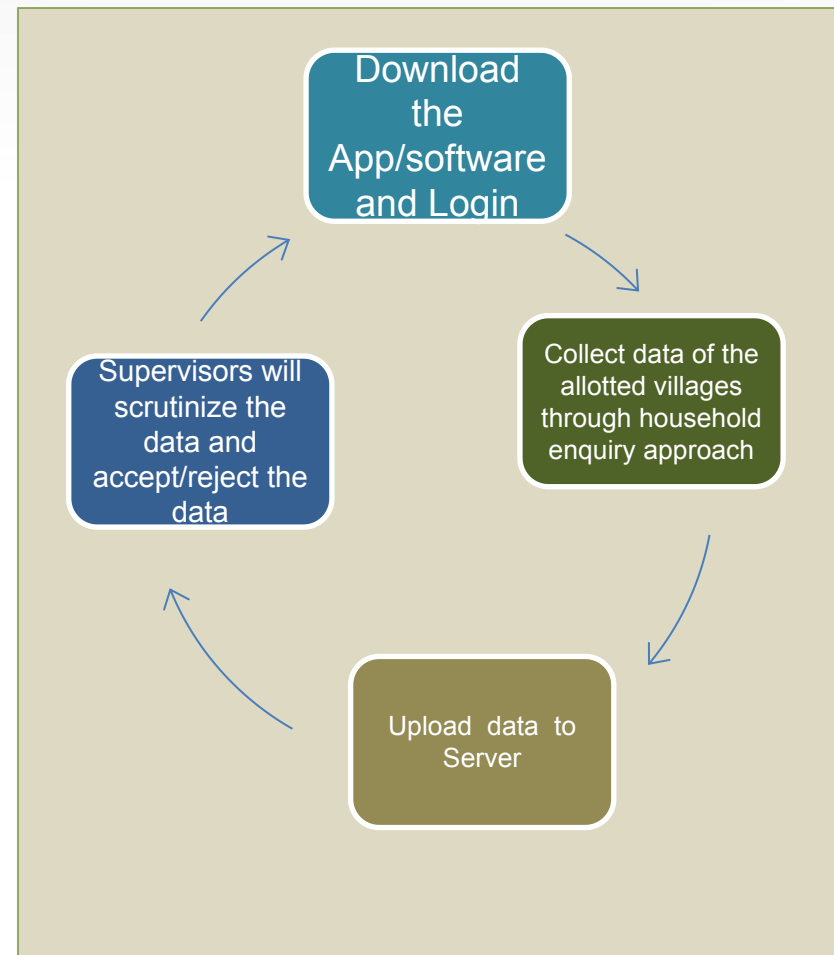 Download
the
App/software
and Login
Collect data of the
allotted villages
through household
enquiry approach
Upload data to
Server
Supervisors will
scrutinize the
data and
accept/reject the
data